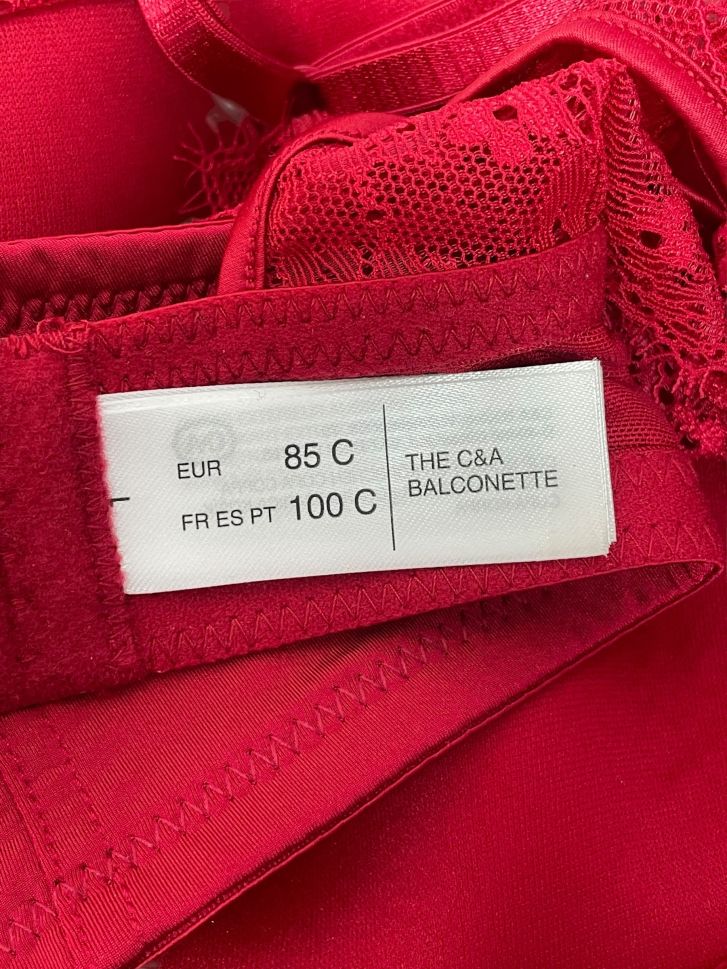 EUR 85 C
FR ES PT 100 C
THE C&A
BALCONETTE